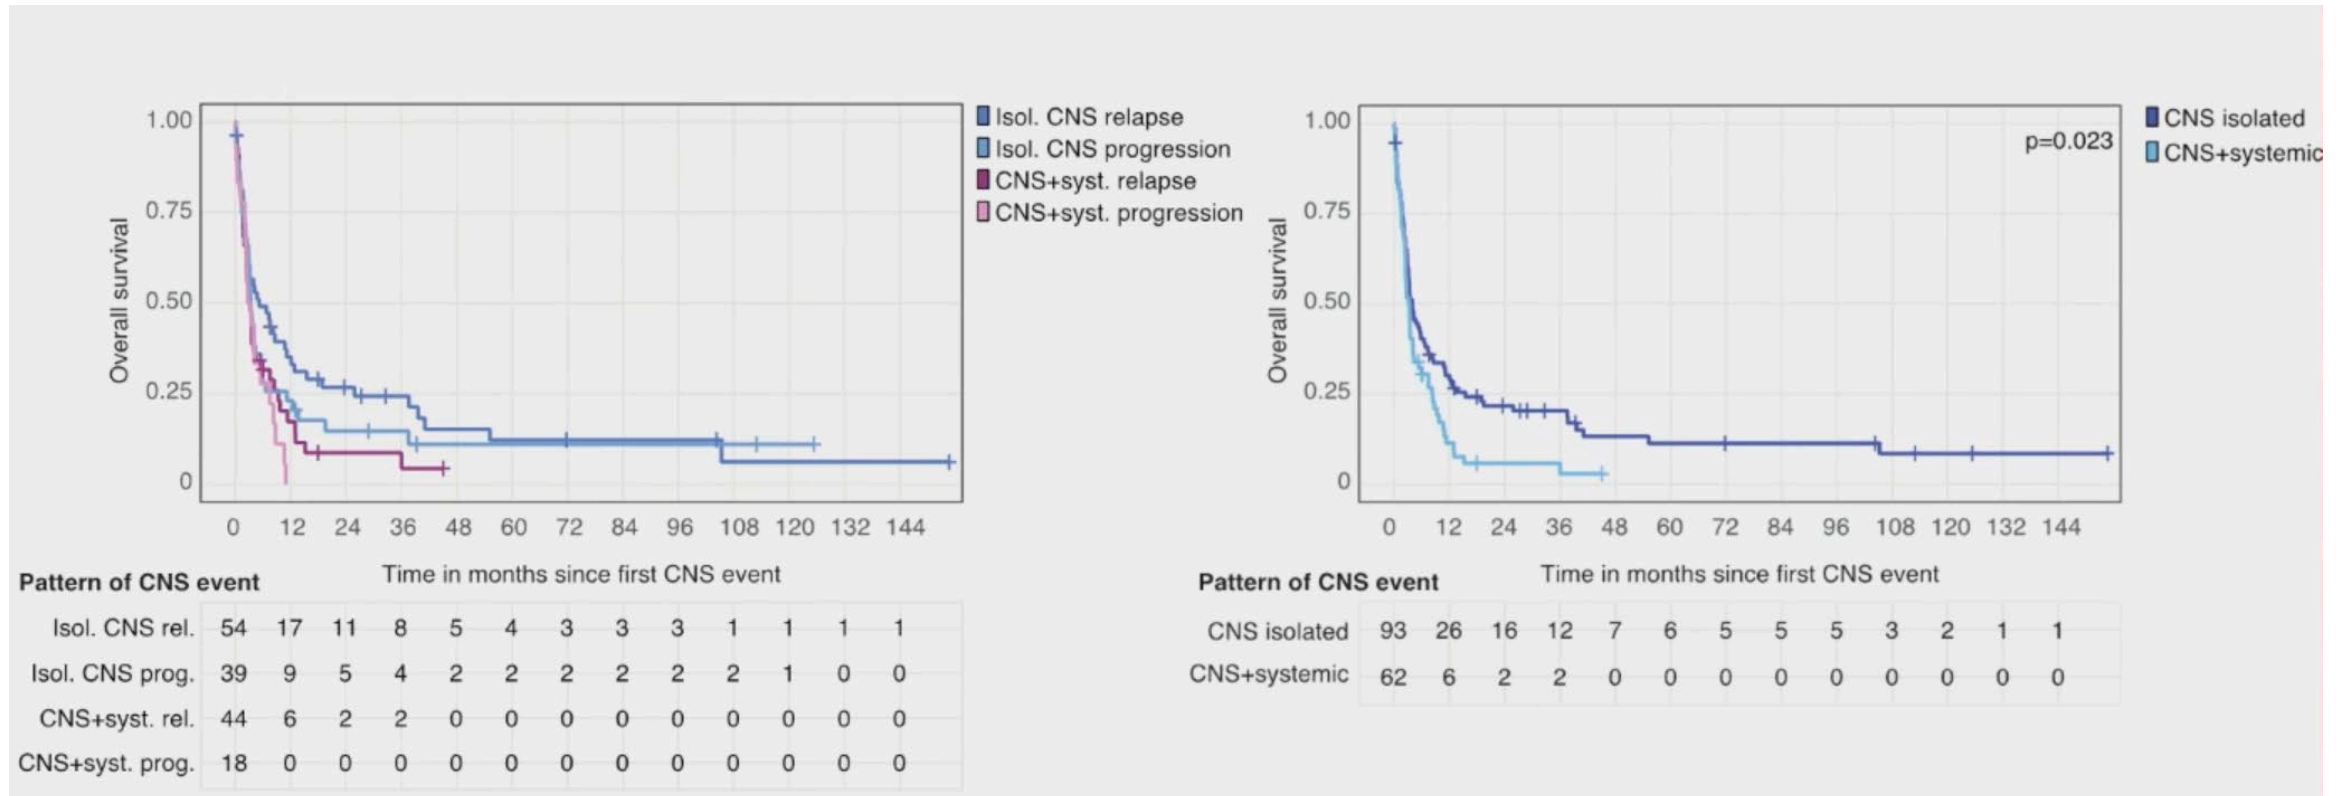 1.00
0.75
0.50
0.25
0
Overall survival
0 12 24 36 48 60 72 84 96 108 120 132 144
Time in months since first CNS event
Isol. CNS relapse
Isol. CNS progression
CNS+syst. relapse
CNS+syst. progression
Pattern of CNS event
Isol. CNS rel. 54 17 11 8 5 4 3 3 3 1 1 1 1
Isol. CNS prog. 39 9 5 4 2 2 2 2 2 2 1 0 0
CNS+syst. rel. 44 6 2 2 0 0 0 0 0 0 0 0 0
CNS+syst. prog. 18 0 0 0 0 0 0 0 0 0 0 0 0
1.00
0.75
0.50
0.25
0
Overall survival
p=0.023
0 12 24 36 48 60 72 84 96 108 120 132 144
Time in months since first CNS event
CNS isolated
CNS+systemic
Pattern of CNS event
CNS isolated 93 26 16 12 7 6 5 5 5 3 2 1 1
CNS+systemic 62 6 2 2 0 0 0 0 0 0 0 0 0